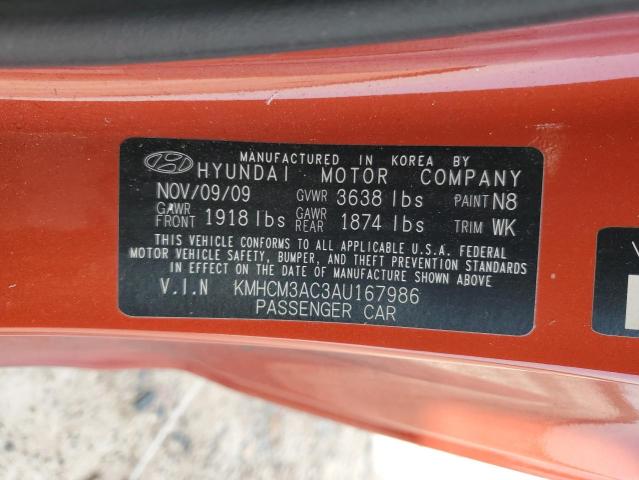 MANUFACTURED IN KOREA BY
HYUNDAI MOTOR COMPANY
NOV/09/09 GVWR 3638 lbs PAINT N8
GAWR FRONT 1918 lbs GAWR REAR 1874 lbs TRIM WK
THIS VEHICLE CONFORMS TO ALL APPLICABLE U.S.A. FEDERAL
MOTOR VEHICLE SAFETY, BUMPER, AND THEFT PREVENTION STANDARDS
IN EFFECT ON THE DATE OF MANUFACTURE SHOWN ABOVE.
V.I.N KMHCM3AC3AU167986
PASSENGER CAR